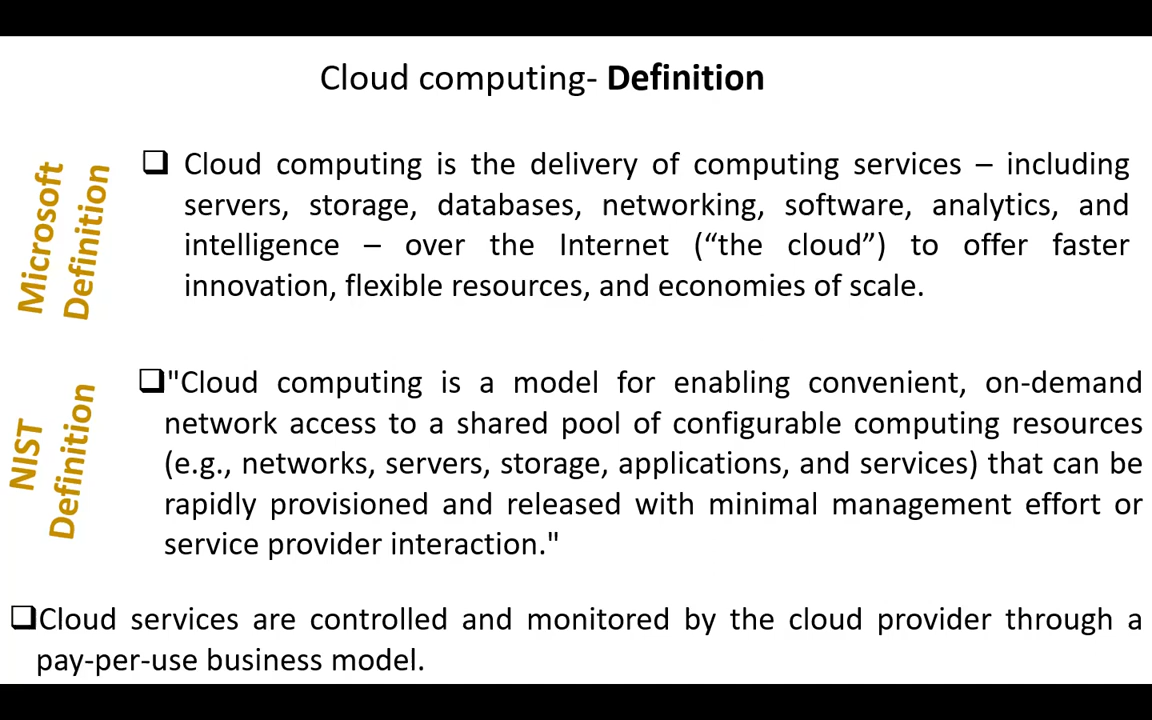 Cloud computing- Definition
Microsoft
Definition
Cloud computing is the delivery of computing services – including
servers, storage, databases, networking, software, analytics, and
intelligence – over the Internet (“the cloud”) to offer faster
innovation, flexible resources, and economies of scale.
NIST
Definition
"Cloud computing is a model for enabling convenient, on-demand
network access to a shared pool of configurable computing resources
(e.g., networks, servers, storage, applications, and services) that can be
rapidly provisioned and released with minimal management effort or
service provider interaction."
Cloud services are controlled and monitored by the cloud provider through a
pay-per-use business model.